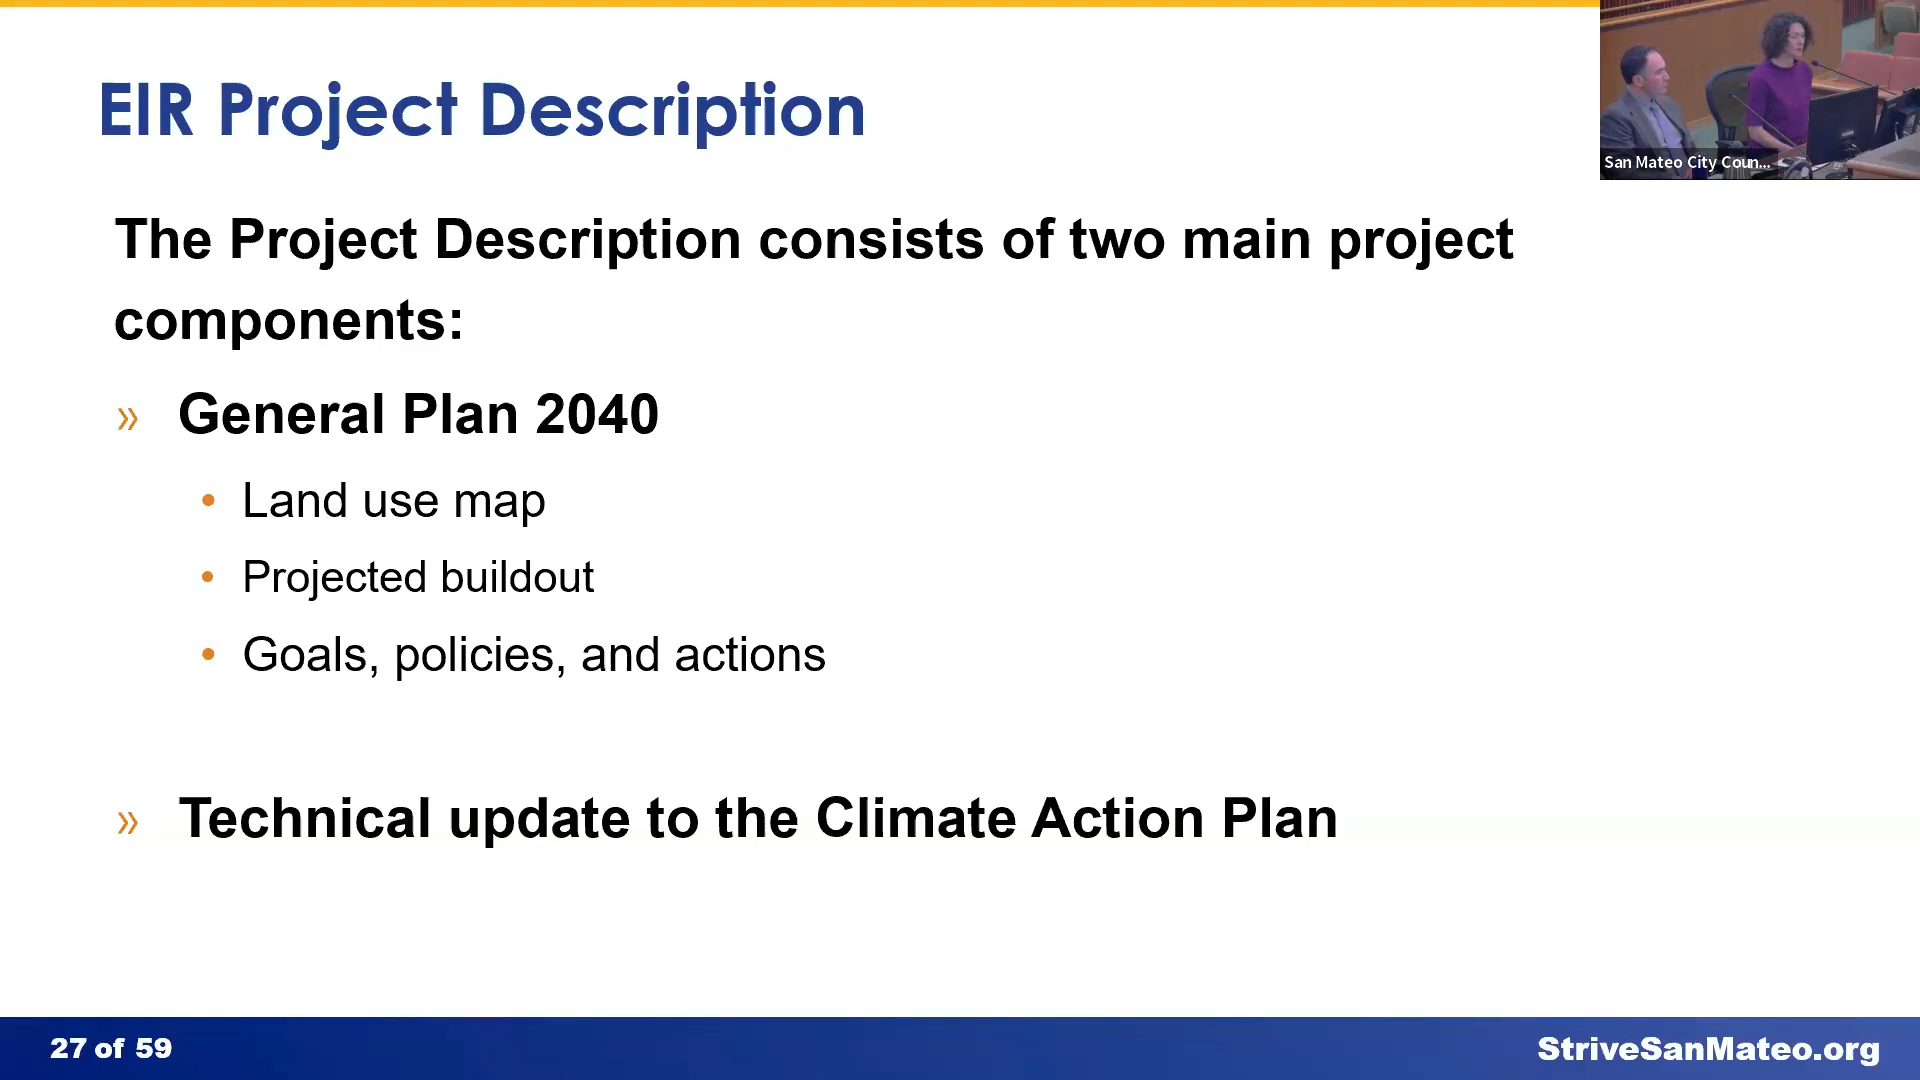 EIR Project Description
San Mateo City Coun...
The Project Description consists of two main project
components:
» General Plan 2040
• Land use map
• Projected buildout
• Goals, policies, and actions
» Technical update to the Climate Action Plan
27 of 59
StriveSanMateo.org